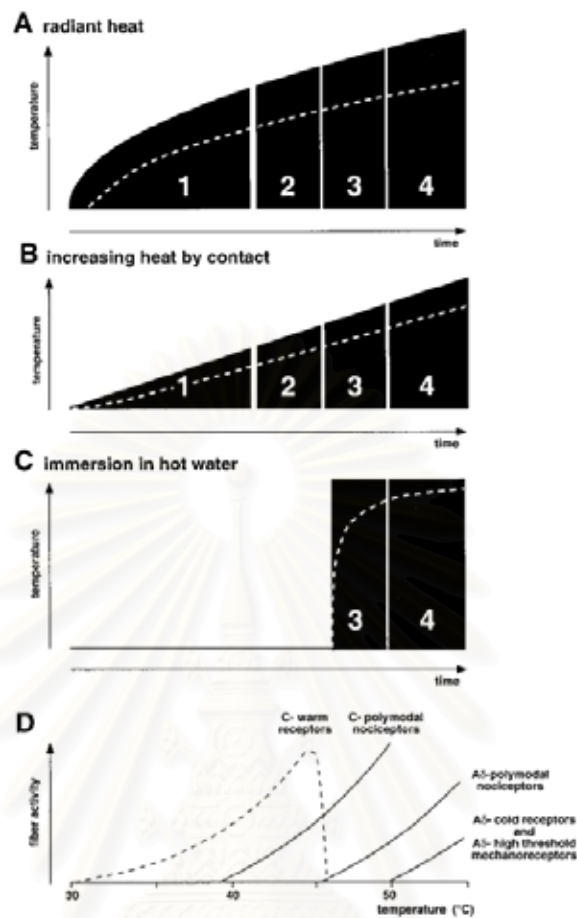 A radiant heat
temperature
1 2 3 4
time
B increasing heat by contact
temperature
1 2 3 4
time
C immersion in hot water
temperature
3 4
time
D
C- warm
receptors
C- polymodal
nociceptors
Aδ-polymodal
nociceptors
Aδ- cold receptors
and
Aδ- high threshold
mechanoreceptors
fiber activity
30 40 50
temperature (°C)